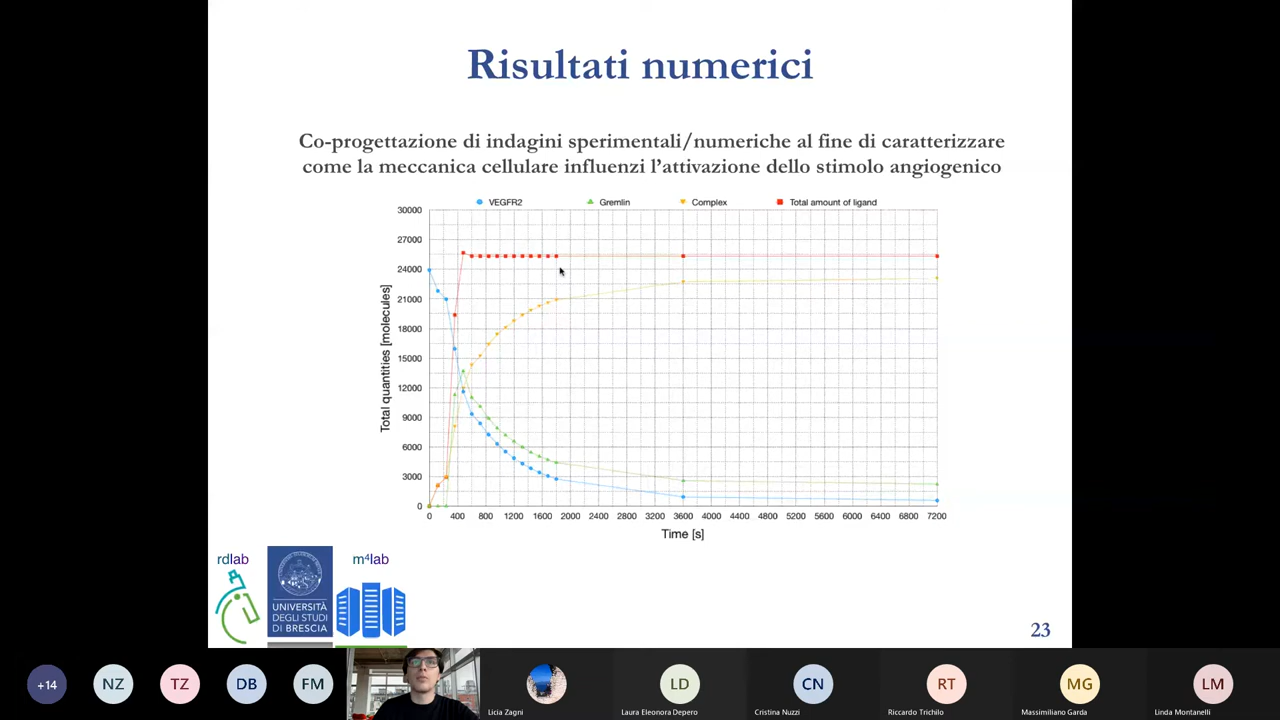 Risultati numerici
Co-progettazione di indagini sperimentali/numeriche al fine di caratterizzare
come la meccanica cellulare influenzi l'attivazione dello stimolo angiogenico
VEGFR2 Gremlin Complex Total amount of ligand
30000
27000
24000
21000
18000
15000
12000
9000
6000
3000
0
Total quantities [molecules]
0 400 800 1200 1600 2000 2400 2800 3200 3600 4000 4400 4800 5200 5600 6000 6400 6800 7200
Time [s]
rdlab
UNIVERSITÀ
DEGLI STUDI
DI BRESCIA
m⁴lab
23
+14
NZ
TZ
DB
FM
Licia Zagni
LD
Laura Eleonora Depero
CN
Cristina Nuzzi
RT
Riccardo Trichilo
MG
Massimiliano Garda
LM
Linda Montanelli